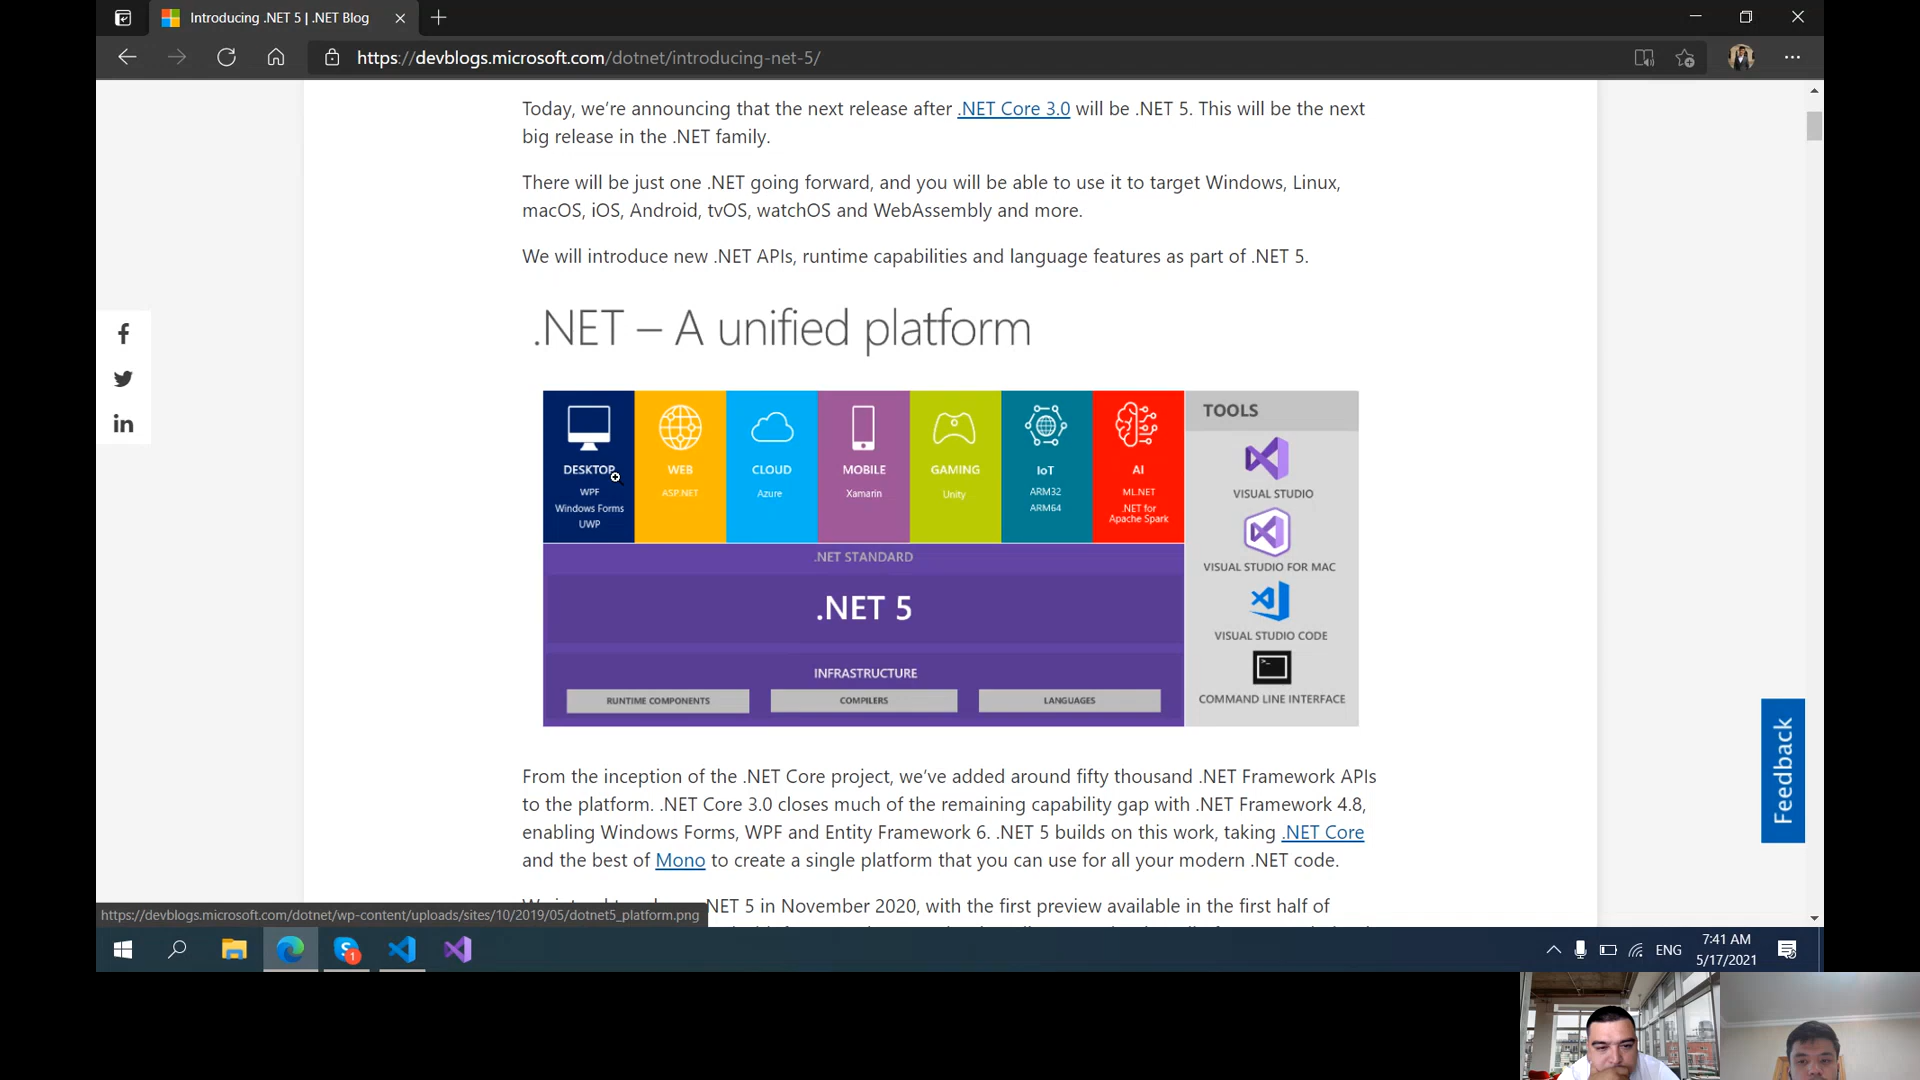 Introducing .NET 5 | .NET Blog
https://devblogs.microsoft.com/dotnet/introducing-net-5/
Today, we're announcing that the next release after .NET Core 3.0 will be .NET 5. This will be the next
big release in the .NET family.
There will be just one .NET going forward, and you will be able to use it to target Windows, Linux,
macOS, iOS, Android, tvOS, watchOS and WebAssembly and more.
We will introduce new .NET APIs, runtime capabilities and language features as part of .NET 5.
.NET – A unified platform
DESKTOP
WPF
Windows Forms
UWP
WEB
ASP.NET
CLOUD
Azure
MOBILE
Xamarin
GAMING
Unity
IoT
ARM32
ARM64
AI
ML.NET
.NET for
Apache Spark
TOOLS
VISUAL STUDIO
VISUAL STUDIO FOR MAC
VISUAL STUDIO CODE
COMMAND LINE INTERFACE
.NET STANDARD
.NET 5
INFRASTRUCTURE
RUNTIME COMPONENTS
COMPILERS
LANGUAGES
Feedback
From the inception of the .NET Core project, we've added around fifty thousand .NET Framework APIs
to the platform. .NET Core 3.0 closes much of the remaining capability gap with .NET Framework 4.8,
enabling Windows Forms, WPF and Entity Framework 6. .NET 5 builds on this work, taking .NET Core
and the best of Mono to create a single platform that you can use for all your modern .NET code.
.NET 5 in November 2020, with the first preview available in the first half of
https://devblogs.microsoft.com/dotnet/wp-content/uploads/sites/10/2019/05/dotnet5_platform.png
1
ENG
7:41 AM
5/17/2021